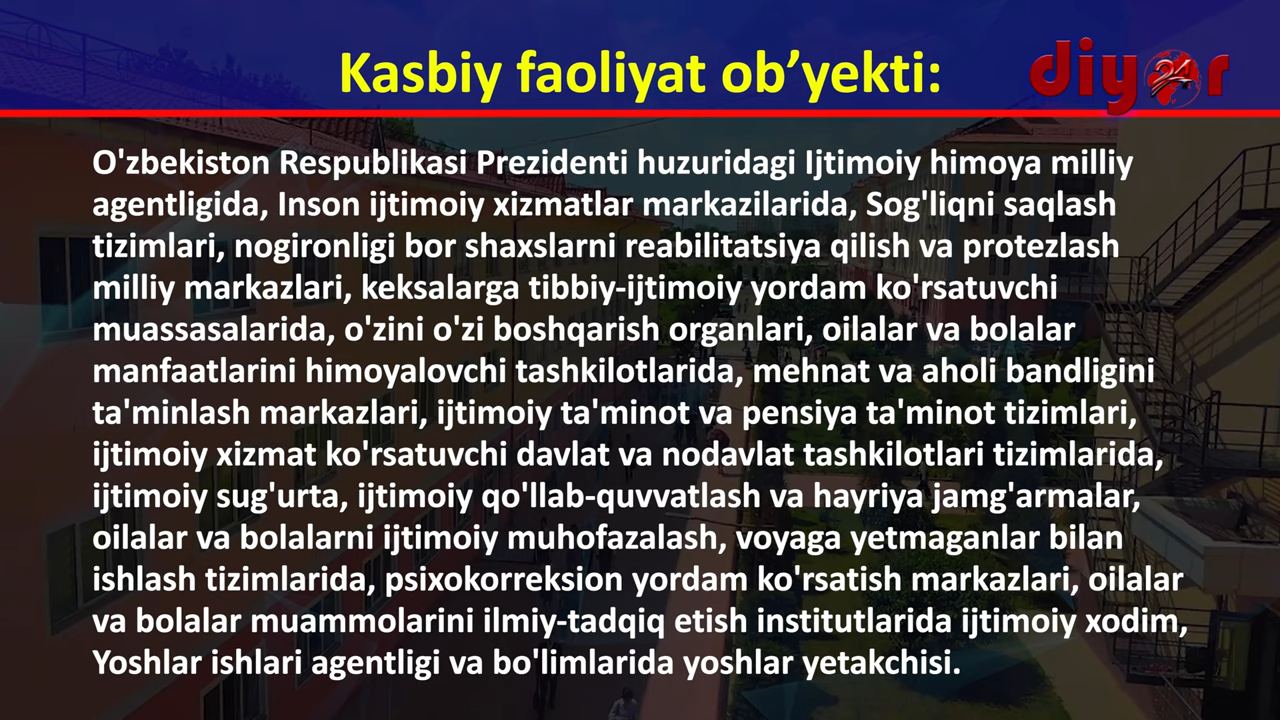 Kasbiy faoliyat ob’yekti:
diyor 24
O'zbekiston Respublikasi Prezidenti huzuridagi Ijtimoiy himoya milliy
agentligida, Inson ijtimoiy xizmatlar markazilarida, Sog'liqni saqlash
tizimlari, nogironligi bor shaxslarni reabilitatsiya qilish va protezlash
milliy markazlari, keksalarga tibbiy-ijtimoiy yordam ko'rsatuvchi
muassasalarida, o'zini o'zi boshqarish organlari, oilalar va bolalar
manfaatlarini himoyalovchi tashkilotlarida, mehnat va aholi bandligini
ta'minlash markazlari, ijtimoiy ta'minot va pensiya ta'minot tizimlari,
ijtimoiy xizmat ko'rsatuvchi davlat va nodavlat tashkilotlari tizimlarida,
ijtimoiy sug'urta, ijtimoiy qo'llab-quvvatlash va hayriya jamg'armalar,
oilalar va bolalarni ijtimoiy muhofazalash, voyaga yetmaganlar bilan
ishlash tizimlarida, psixokorreksion yordam ko'rsatish markazlari, oilalar
va bolalar muammolarini ilmiy-tadqiq etish institutlarida ijtimoiy xodim,
Yoshlar ishlari agentligi va bo'limlarida yoshlar yetakchisi.